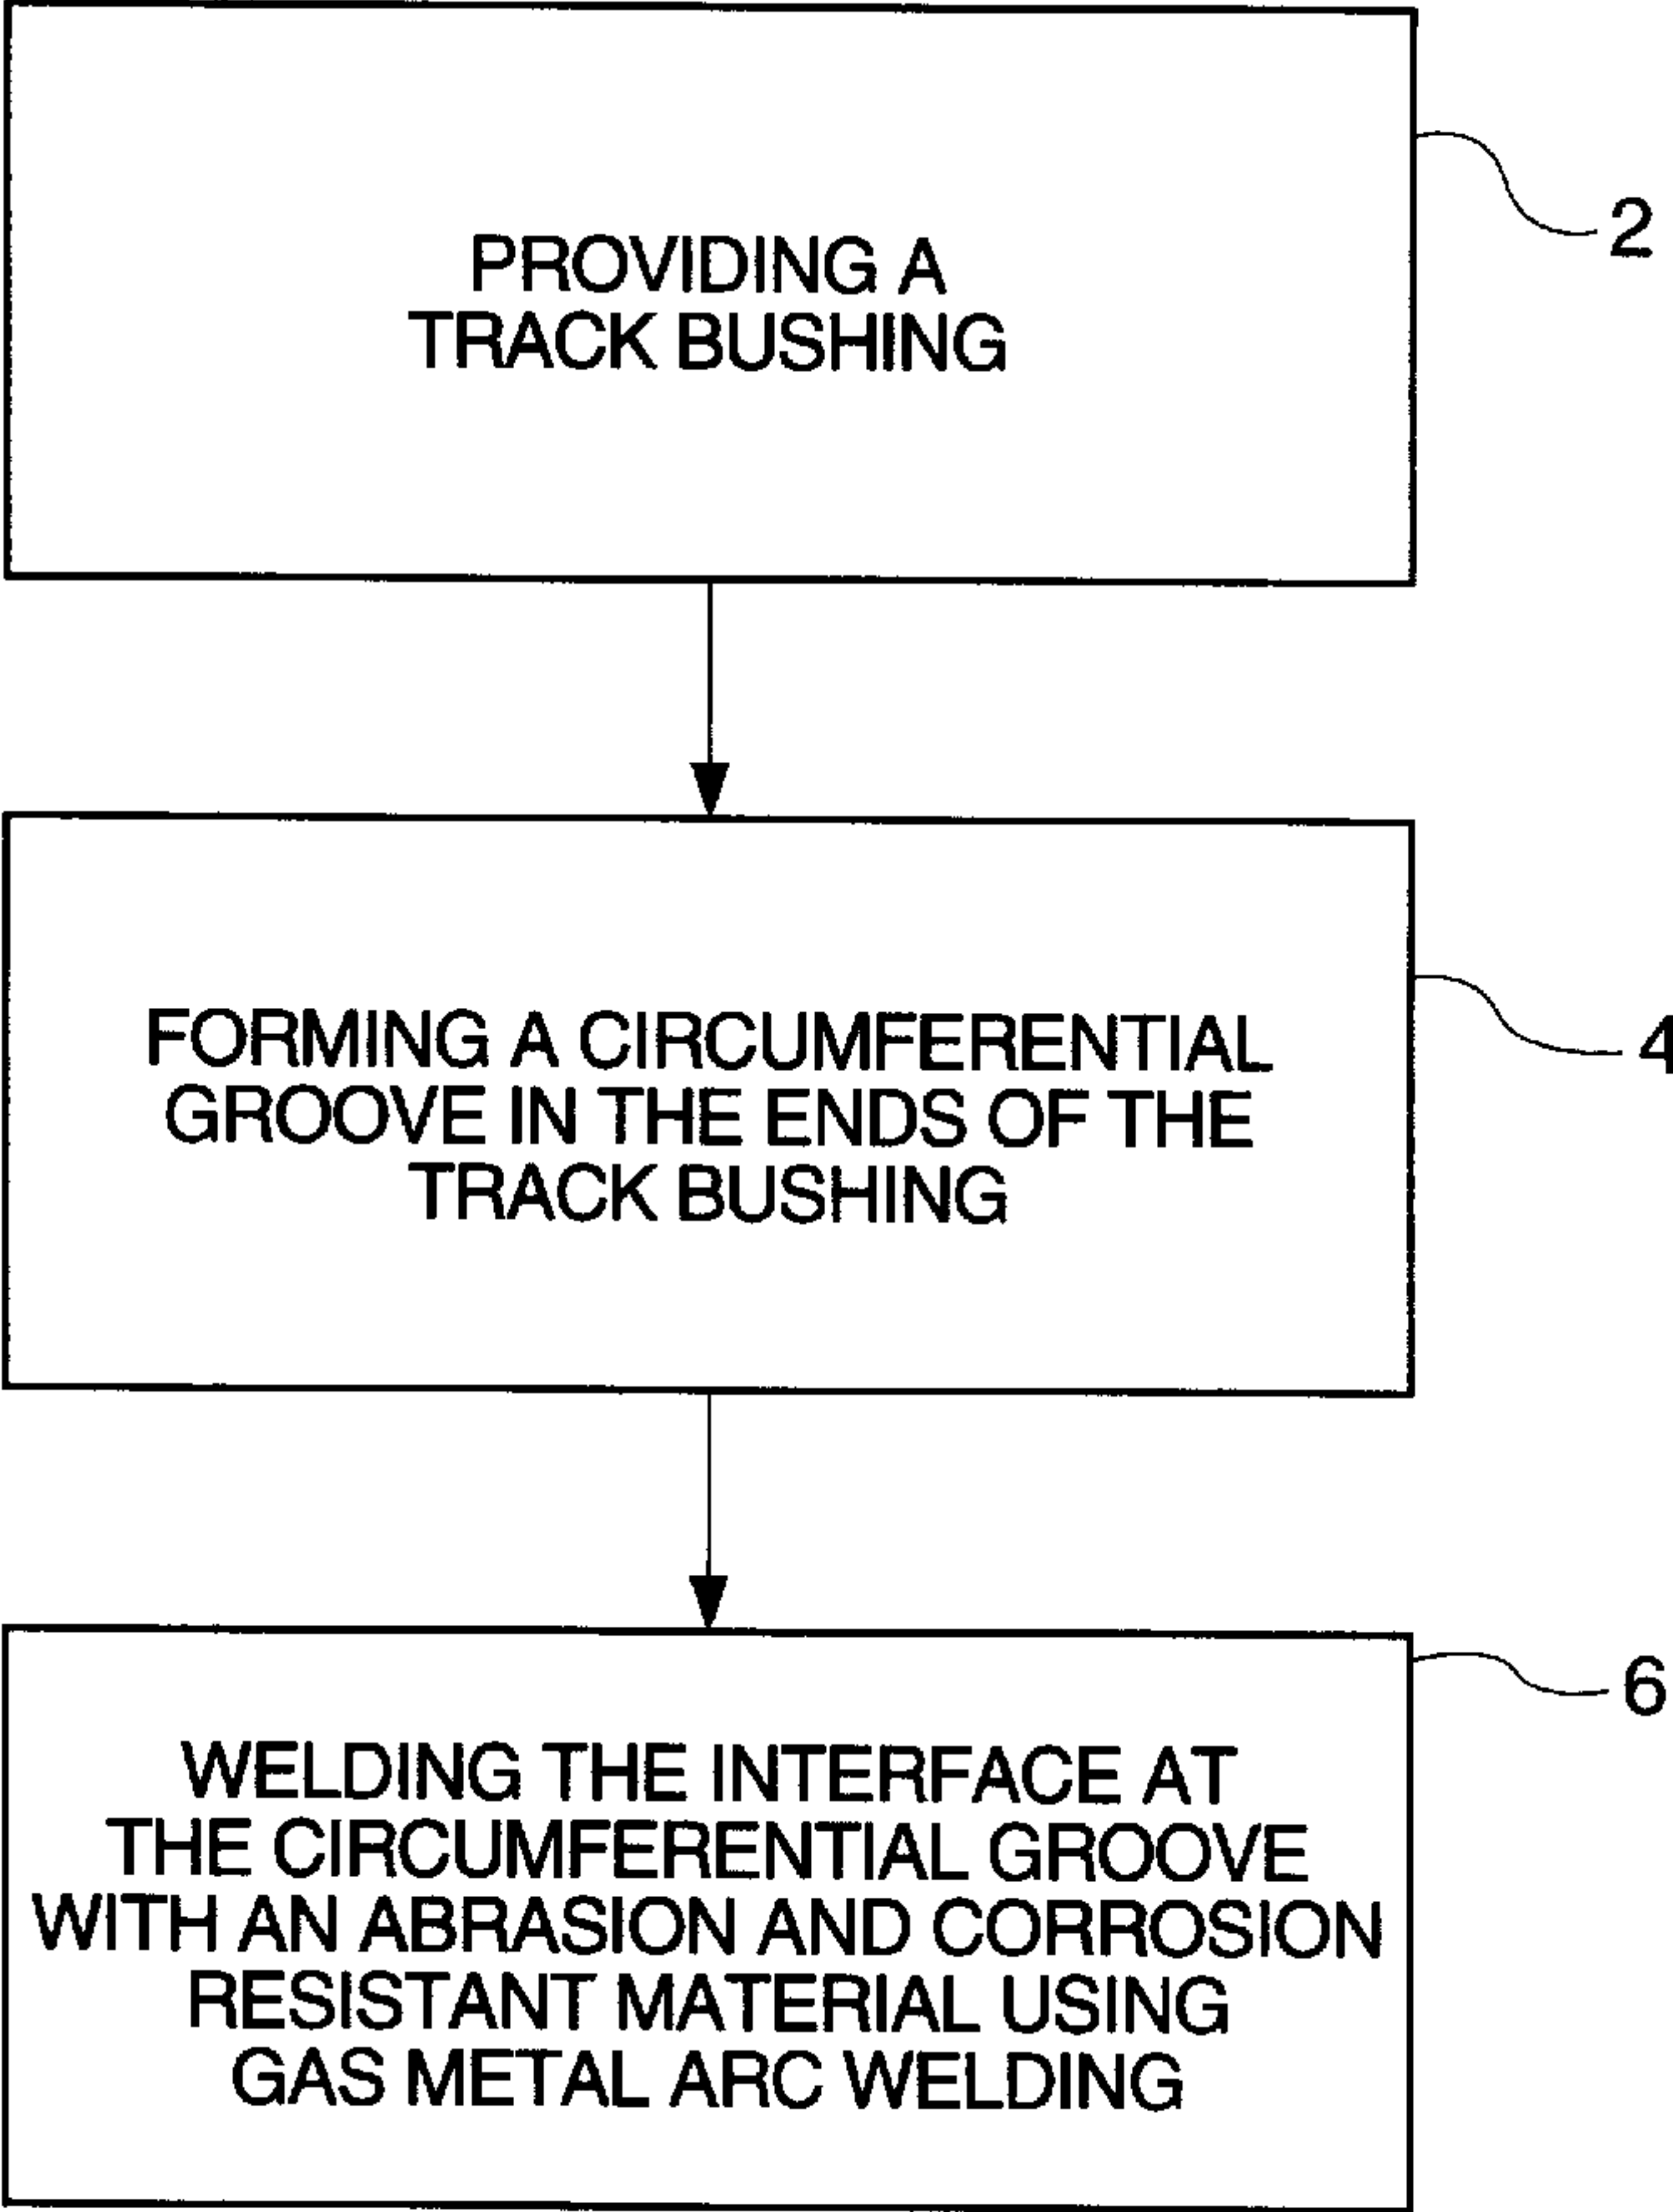 PROVIDING A
TRACK BUSHING
2
FORMING A CIRCUMFERENTIAL
GROOVE IN THE ENDS OF THE
TRACK BUSHING
4
WELDING THE INTERFACE AT
THE CIRCUMFERENTIAL GROOVE
WITH AN ABRASION AND CORROSION
RESISTANT MATERIAL USING
GAS METAL ARC WELDING
6